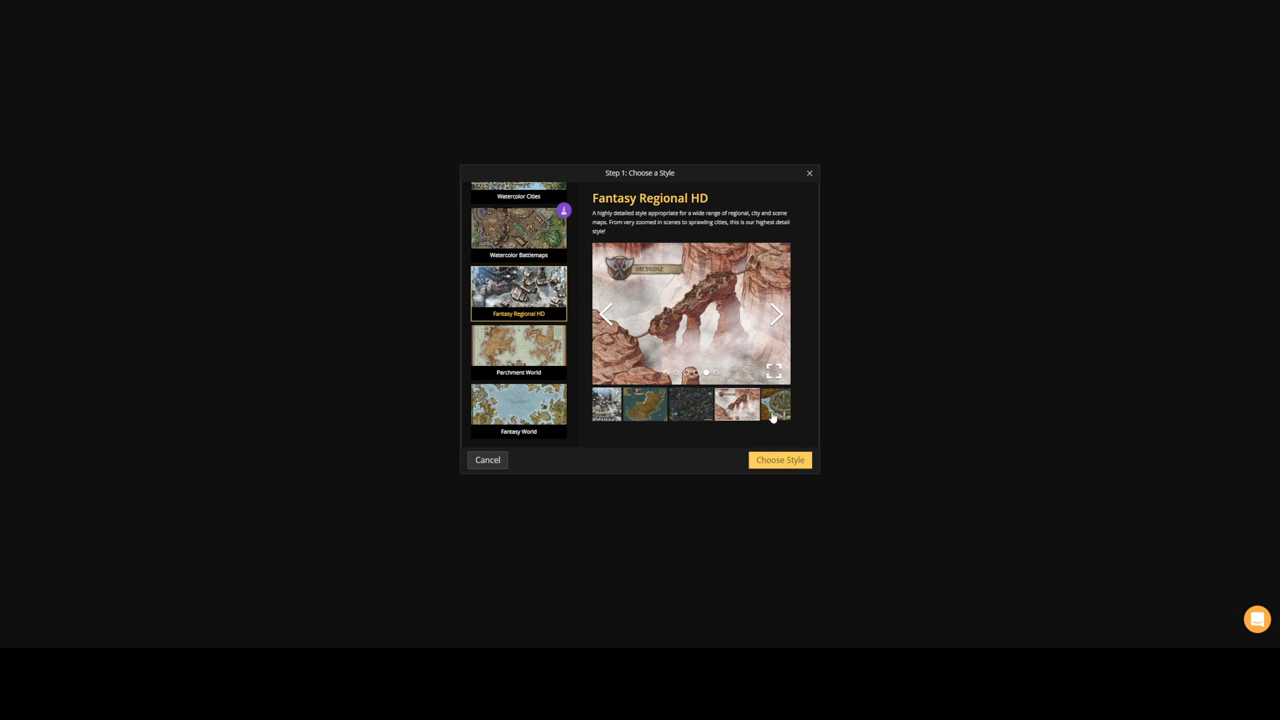 Step 1: Choose a Style
Watercolor Cities
Watercolor Battlemaps
Fantasy Regional HD
Parchment World
Fantasy World
Fantasy Regional HD
A highly detailed style appropriate for a wide range of regional, city and scene
maps. From very zoomed in scenes to sprawling cities, this is our highest detail
style!
ORCBRIDGE
Cancel
Choose Style